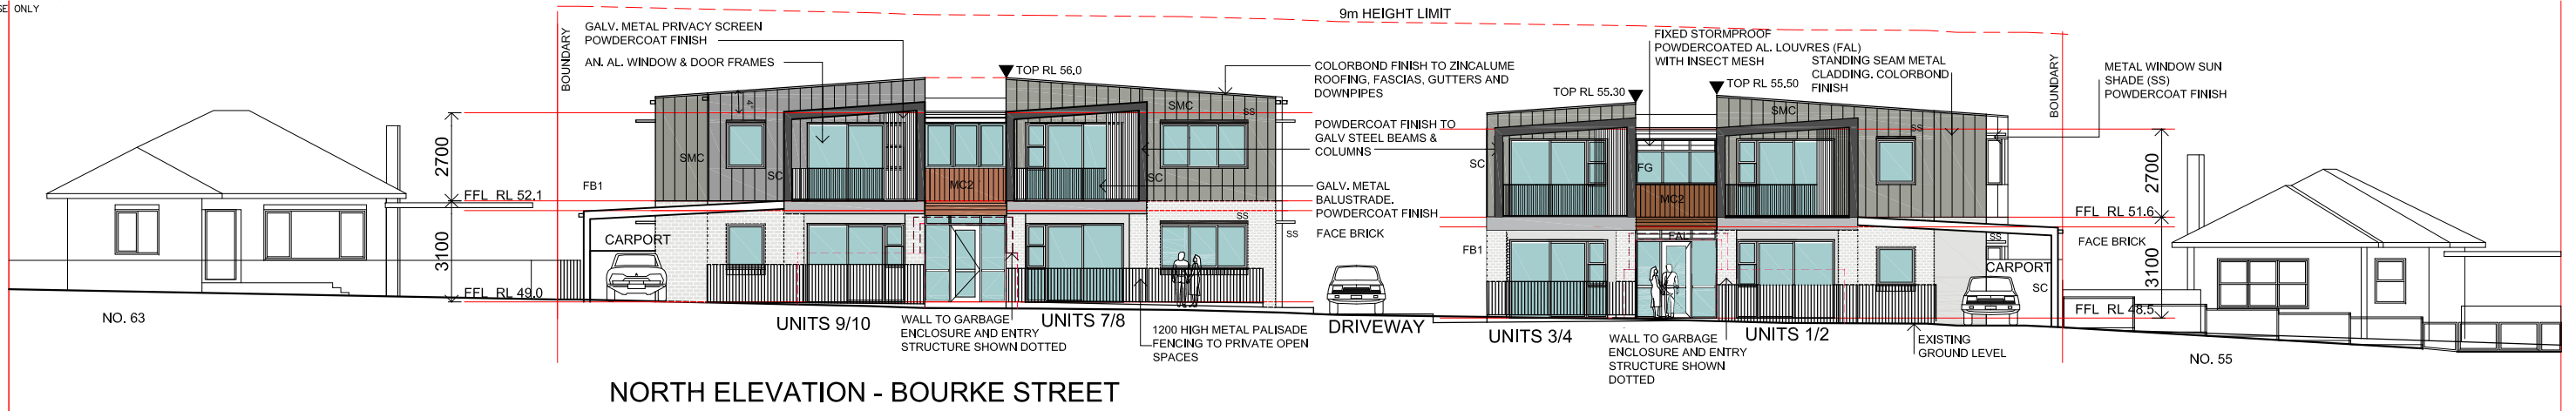 SE ONLY
9m HEIGHT LIMIT
BOUNDARY
GALV. METAL PRIVACY SCREEN
POWDERCOAT FINISH
AN. AL. WINDOW & DOOR FRAMES
TOP RL 56.0
COLORBOND FINISH TO ZINCALUME
ROOFING, FASCIAS, GUTTERS AND
DOWNPIPES
POWDERCOAT FINISH TO
GALV STEEL BEAMS &
COLUMNS
GALV. METAL
BALUSTRADE.
POWDERCOAT FINISH
FACE BRICK
FIXED STORMPROOF
POWDERCOATED AL. LOUVRES (FAL)
WITH INSECT MESH
STANDING SEAM METAL
CLADDING. COLORBOND
FINISH
TOP RL 55.30
TOP RL 55.50
BOUNDARY
METAL WINDOW SUN
SHADE (SS)
POWDERCOAT FINISH
2700
3100
FFL RL 52.1
FFL RL 49.0
FB1
SMC
4°
SC
MC2
SC
SMC
SS
SS
SS
CARPORT
SC
FB1
FG
MC2
FAL
SMC
SS
SS
CARPORT
SC
2700
3100
FFL RL 51.6
FACE BRICK
FFL RL 48.5
NO. 63
UNITS 9/10
WALL TO GARBAGE
ENCLOSURE AND ENTRY
STRUCTURE SHOWN DOTTED
UNITS 7/8
1200 HIGH METAL PALISADE
FENCING TO PRIVATE OPEN
SPACES
DRIVEWAY
UNITS 3/4
WALL TO GARBAGE
ENCLOSURE AND ENTRY
STRUCTURE SHOWN
DOTTED
UNITS 1/2
EXISTING
GROUND LEVEL
NO. 55
NORTH ELEVATION - BOURKE STREET